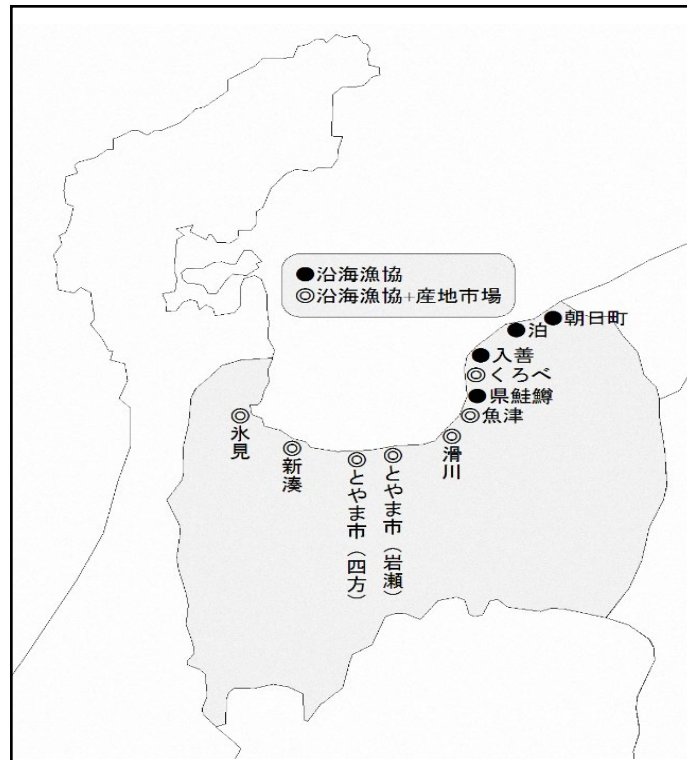 ●沿海漁協
◎沿海漁協+産地市場
●朝日町
●泊
●入善
◎くろべ
●県鮭鱒
◎魚津
◎滑川
◎とやま市（岩瀬）
◎とやま市（四方）
◎新湊
◎氷見